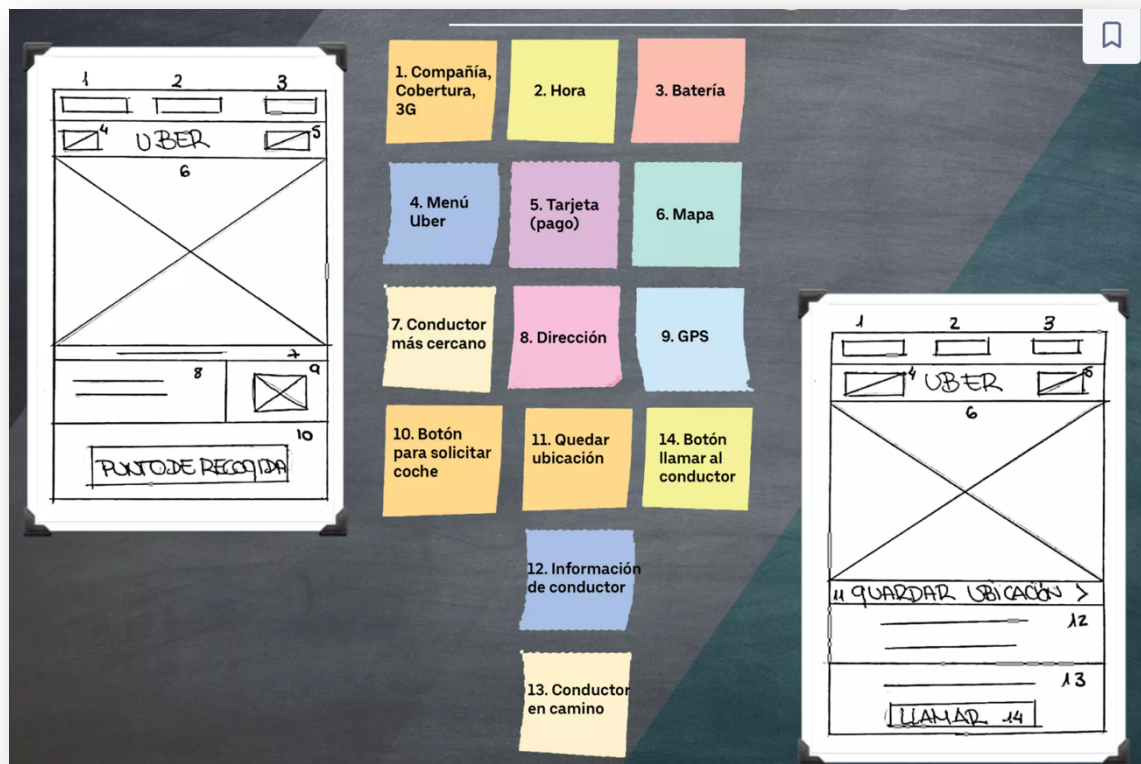 1 2 3
4 UBER 5
6
7
8 9
10
PUNTO DE RECOGIDA
1. Compañía,
Cobertura,
3G
2. Hora
3. Batería
4. Menú
Uber
5. Tarjeta
(pago)
6. Mapa
7. Conductor
más cercano
8. Dirección
9. GPS
10. Botón
para solicitar
coche
11. Quedar
ubicación
14. Botón
llamar al
conductor
12. Información
de conductor
13. Conductor
en camino
1 2 3
4 UBER 5
6
11 GUARDAR UBICACIÓN >
12
13
LLAMAR 14